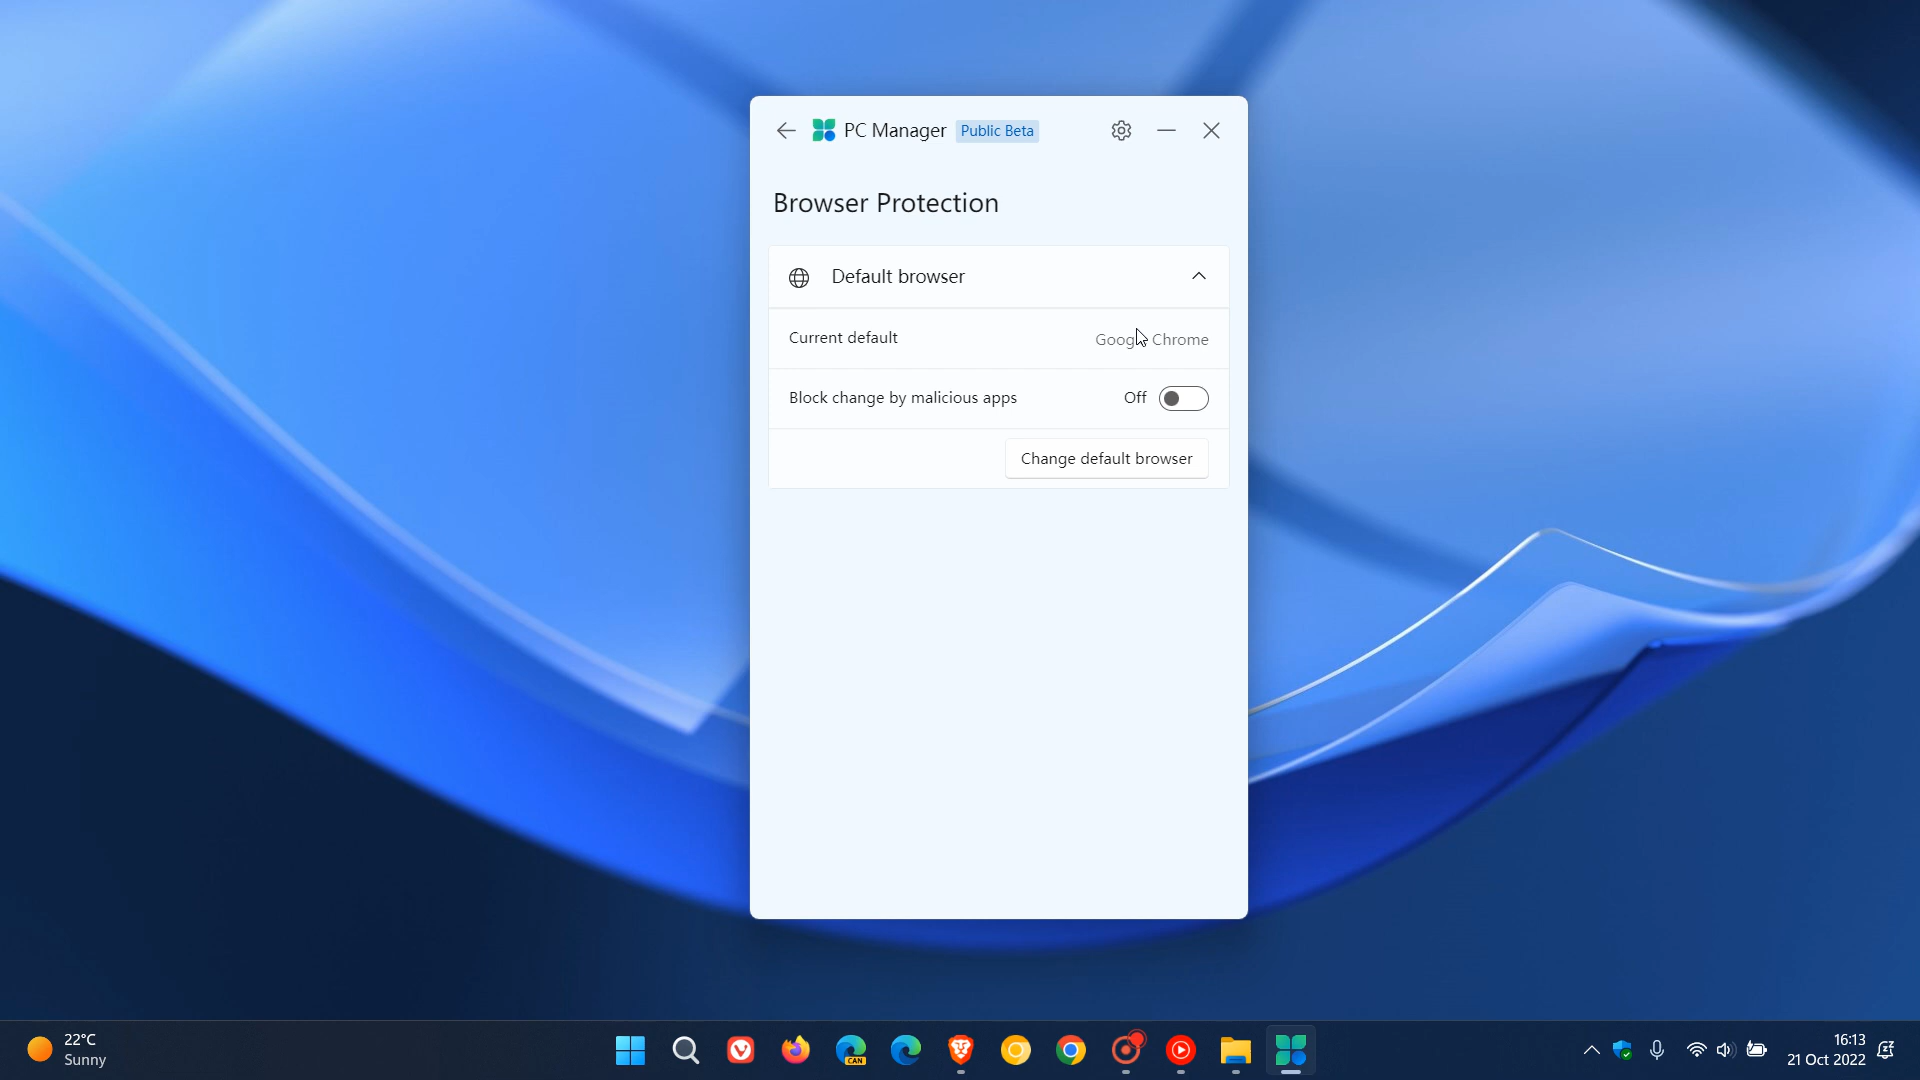 PC Manager Public Beta
Browser Protection
Default browser
Current default Google Chrome
Block change by malicious apps Off
Change default browser
22°C
Sunny
CAN
16:13
21 Oct 2022